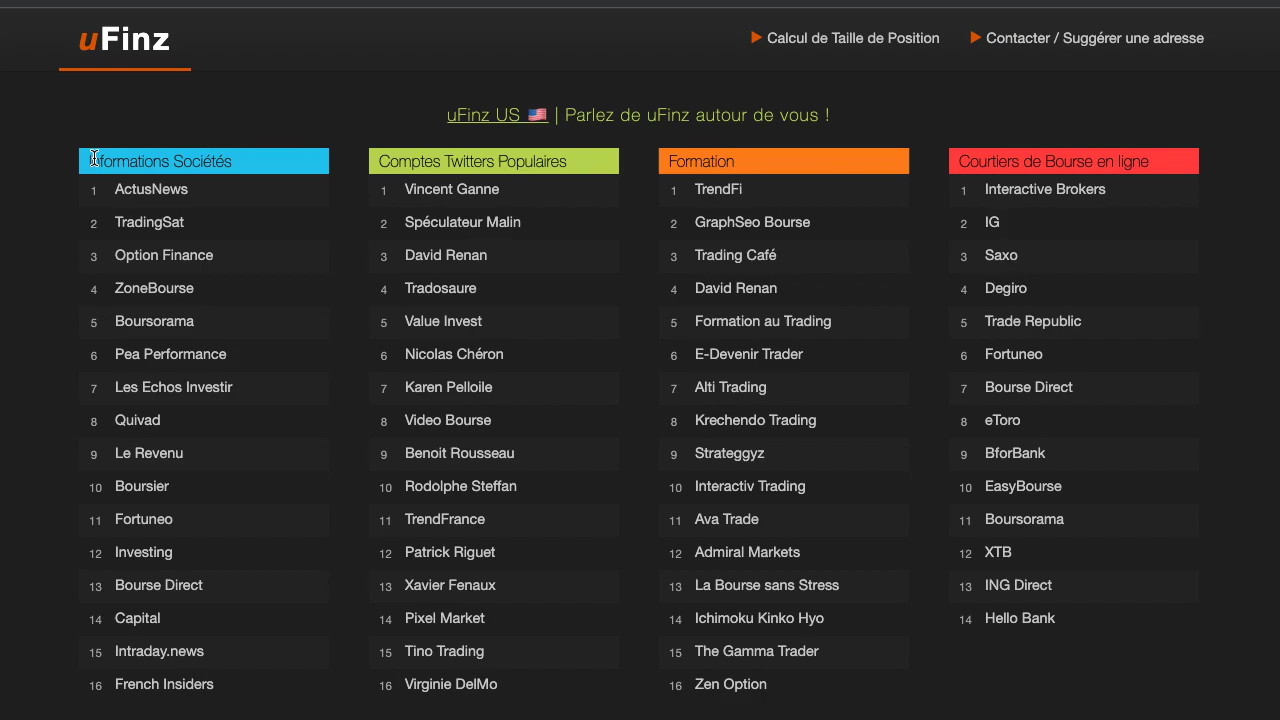 uFinz
Calcul de Taille de Position
Contacter / Suggérer une adresse
uFinz US 🇺🇸 | Parlez de uFinz autour de vous !
Informations Sociétés
1 ActusNews
2 TradingSat
3 Option Finance
4 ZoneBourse
5 Boursorama
6 Pea Performance
7 Les Echos Investir
8 Quivad
9 Le Revenu
10 Boursier
11 Fortuneo
12 Investing
13 Bourse Direct
14 Capital
15 Intraday.news
16 French Insiders
Comptes Twitters Populaires
1 Vincent Ganne
2 Spéculateur Malin
3 David Renan
4 Tradosaure
5 Value Invest
6 Nicolas Chéron
7 Karen Pelloile
8 Video Bourse
9 Benoit Rousseau
10 Rodolphe Steffan
11 TrendFrance
12 Patrick Riguet
13 Xavier Fenaux
14 Pixel Market
15 Tino Trading
16 Virginie DelMo
Formation
1 TrendFi
2 GraphSeo Bourse
3 Trading Café
4 David Renan
5 Formation au Trading
6 E-Devenir Trader
7 Alti Trading
8 Krechendo Trading
9 Strateggyz
10 Interactiv Trading
11 Ava Trade
12 Admiral Markets
13 La Bourse sans Stress
14 Ichimoku Kinko Hyo
15 The Gamma Trader
16 Zen Option
Courtiers de Bourse en ligne
1 Interactive Brokers
2 IG
3 Saxo
4 Degiro
5 Trade Republic
6 Fortuneo
7 Bourse Direct
8 eToro
9 BforBank
10 EasyBourse
11 Boursorama
12 XTB
13 ING Direct
14 Hello Bank